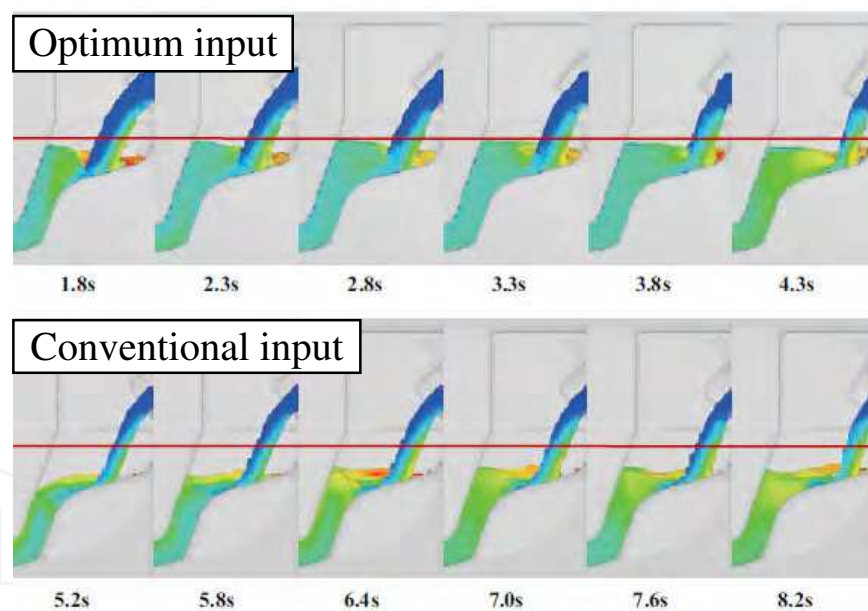 Optimum input
1.8s 2.3s 2.8s 3.3s 3.8s 4.3s
Conventional input
5.2s 5.8s 6.4s 7.0s 7.6s 8.2s